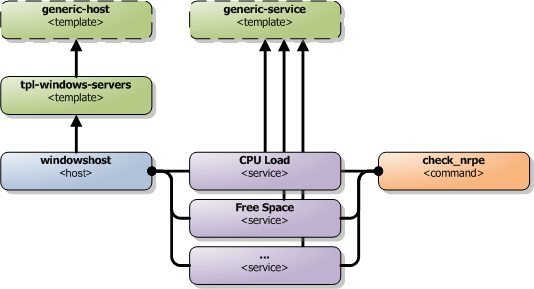 generic-host
<template>
generic-service
<template>
tpl-windows-servers
<template>
windowshost
<host>
CPU Load
<service>
check_nrpe
<command>
Free Space
<service>
...
<service>